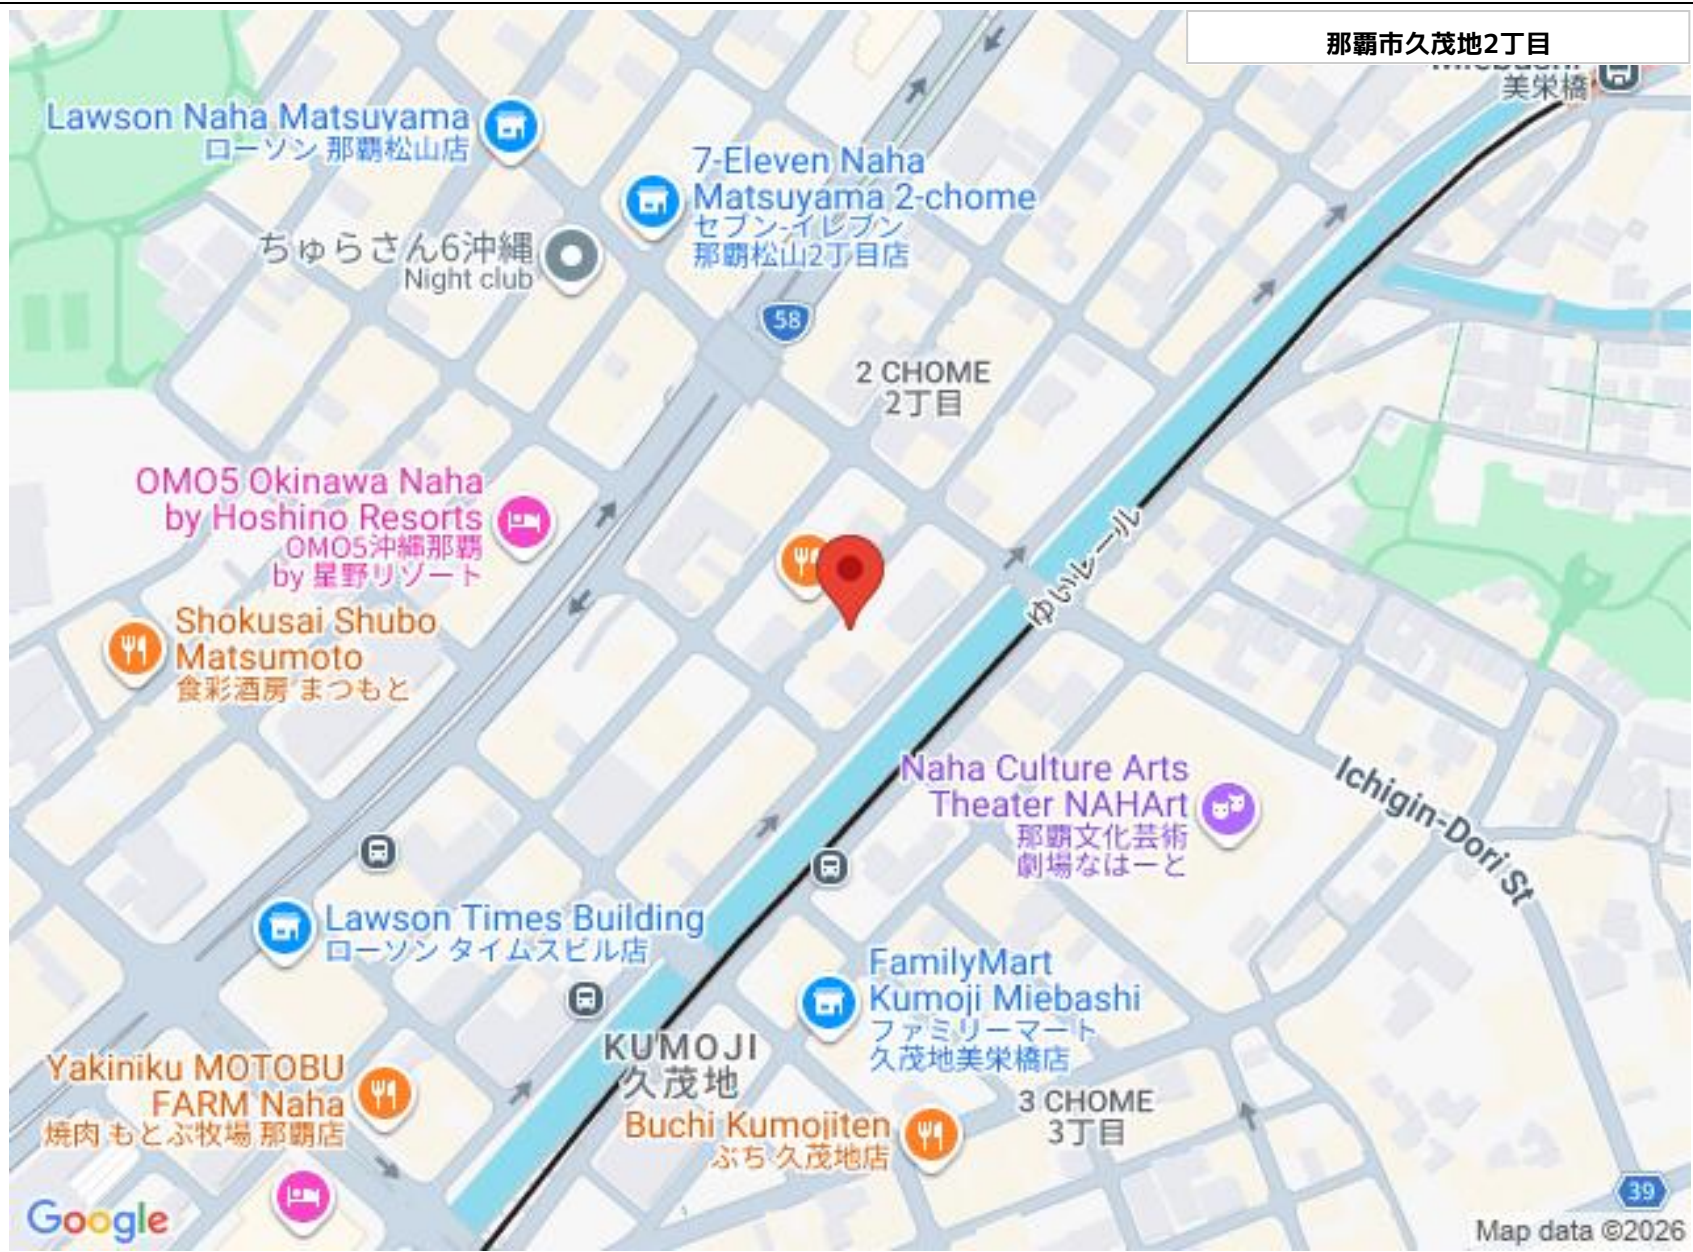 那覇市久茂地2丁目
美栄橋
Lawson Naha Matsuyama
ローソン 那覇松山店
7-Eleven Naha
Matsuyama 2-chome
セブン-イレブン
那覇松山2丁目店
ちゅらさん6沖縄
Night club
58
2 CHOME
2丁目
OMO5 Okinawa Naha
by Hoshino Resorts
OMO5沖縄那覇
by 星野リゾート
ゆいレール
Shokusai Shubo
Matsumoto
食彩酒房 まつもと
Naha Culture Arts
Theater NAHArt
那覇文化芸術
劇場なはーと
Ichigin-Dori St
Lawson Times Building
ローソン タイムスビル店
FamilyMart
Kumoji Miebashi
ファミリーマート
久茂地美栄橋店
KUMOJI
久茂地
Yakiniku MOTOBU
FARM Naha
焼肉 もとぶ牧場 那覇店
Buchi Kumojiten
ぶち 久茂地店
3 CHOME
3丁目
39
Google
Map data ©2026